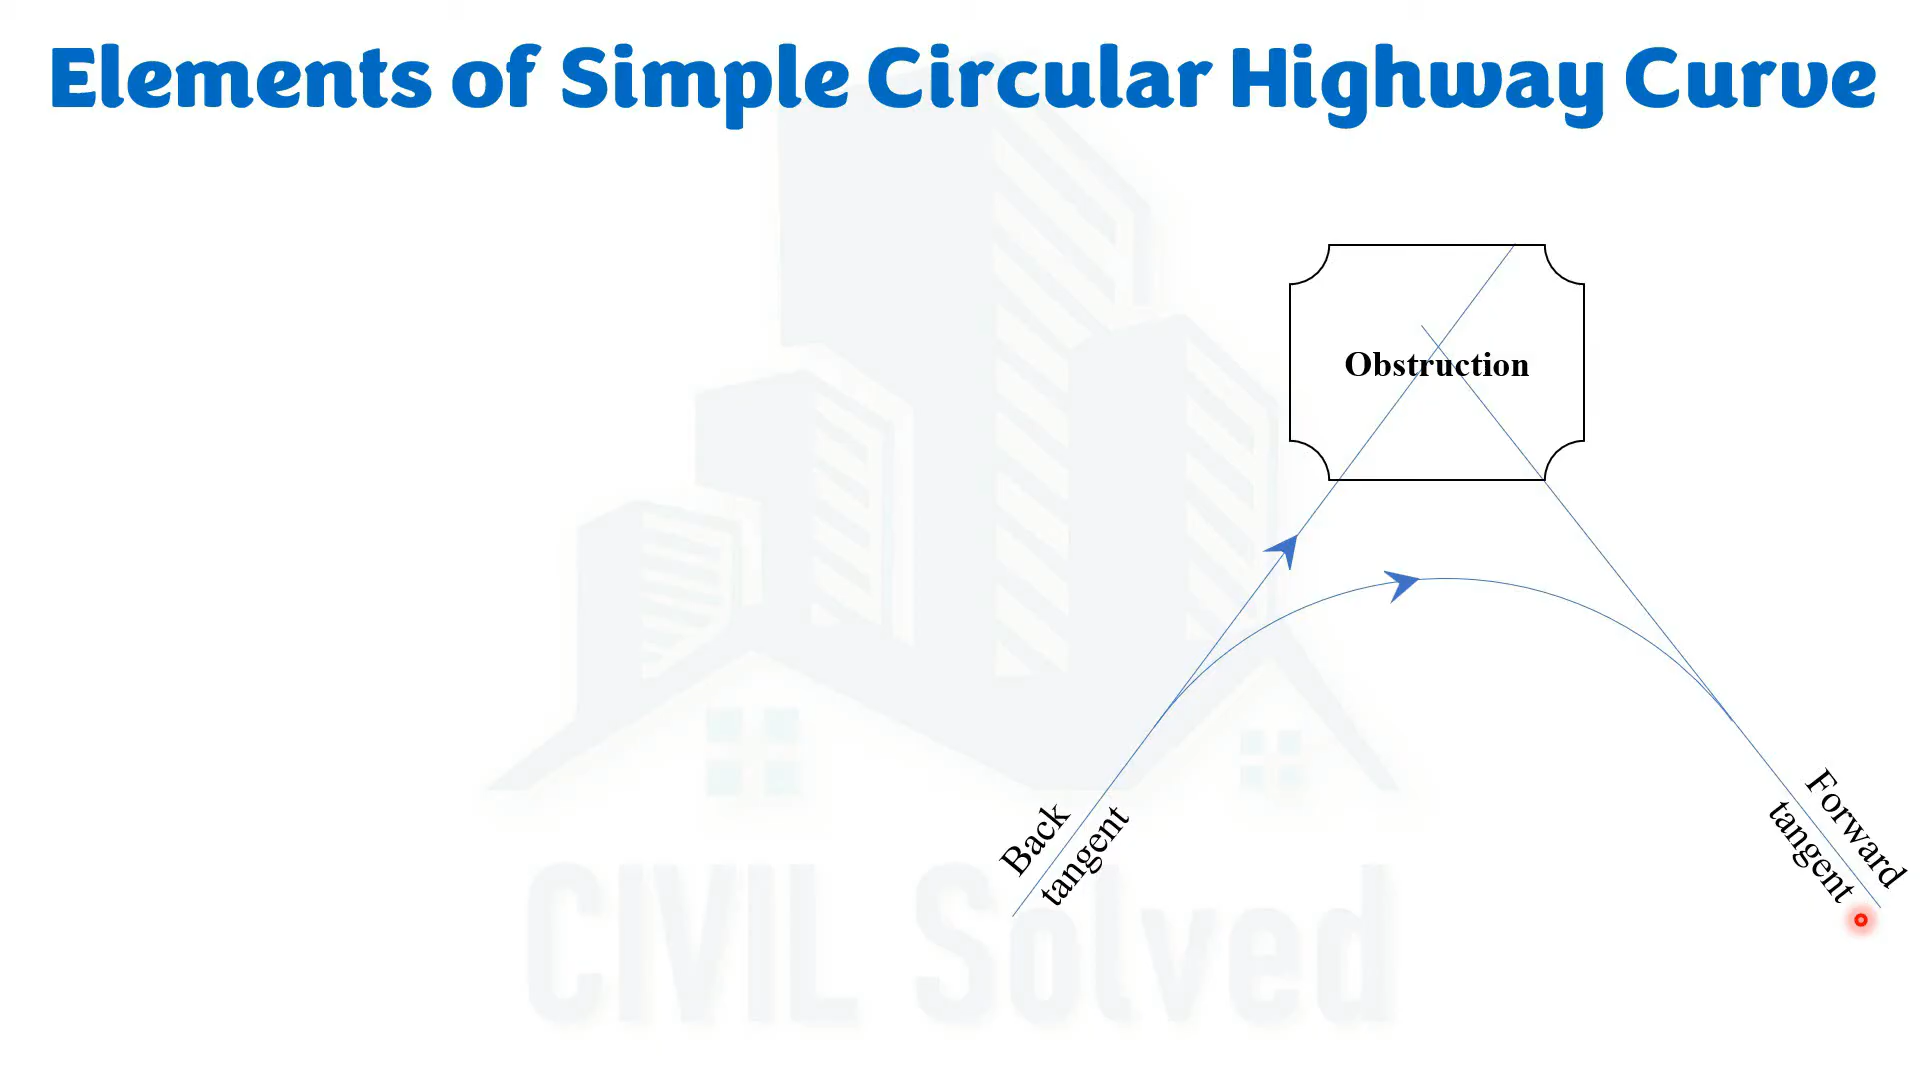 Elements of Simple Circular Highway Curve
Obstruction
Back
tangent
Forward
tangent
CIVIL Solved